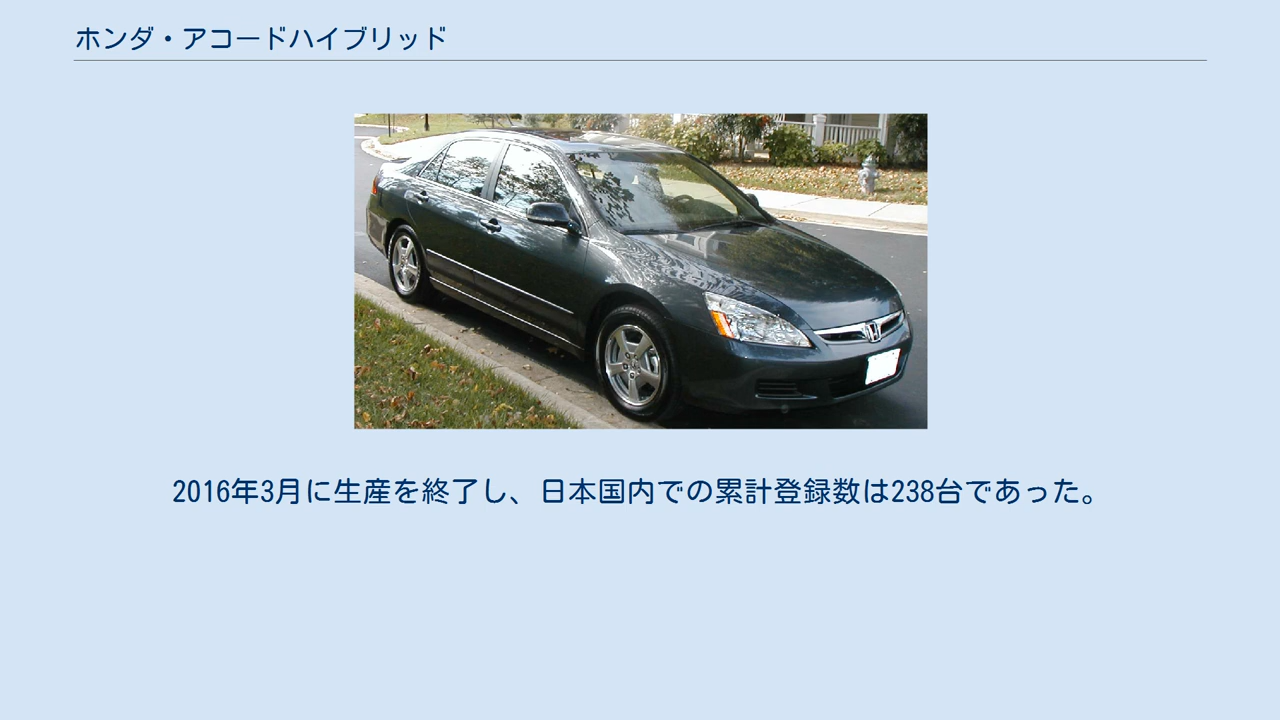 ホンダ・アコードハイブリッド
2016年3月に生産を終了し、日本国内での累計登録数は238台であった。